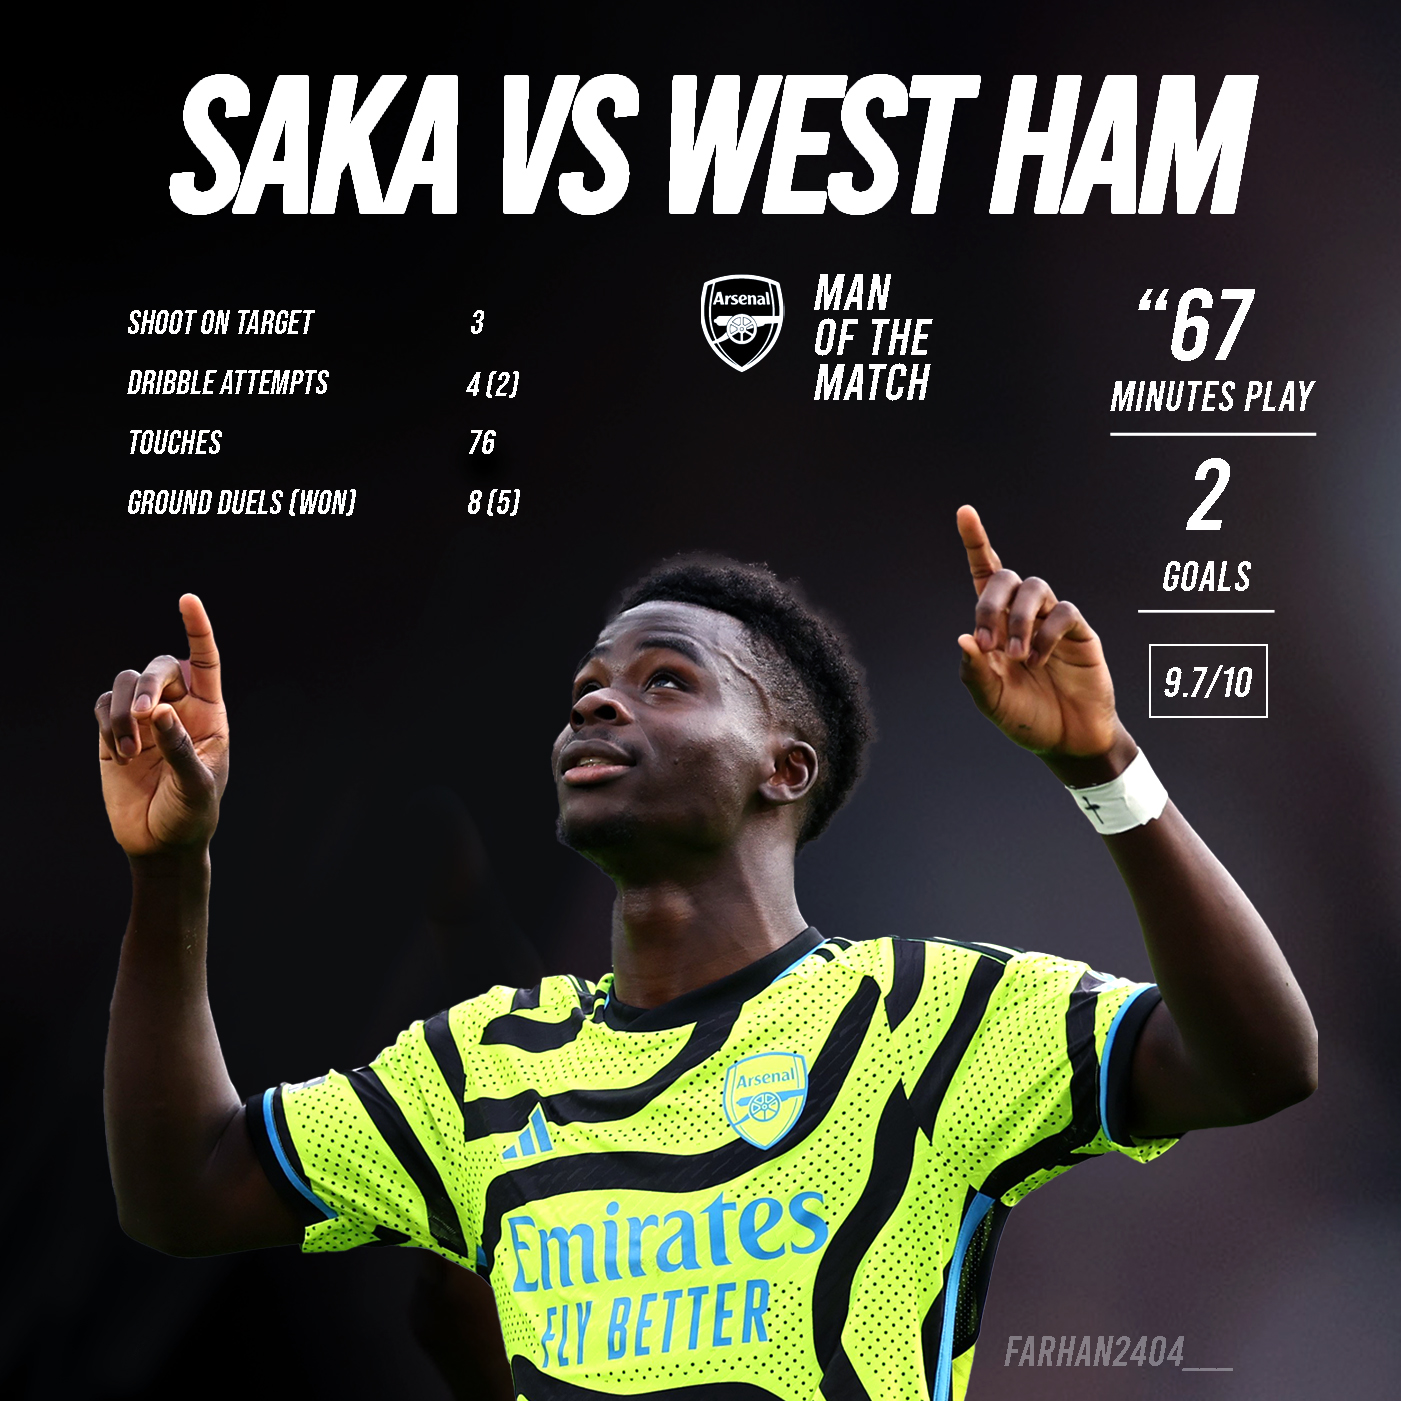 SAKA VS WEST HAM
SHOOT ON TARGET 3
DRIBBLE ATTEMPTS 4 (2)
TOUCHES 76
GROUND DUELS (WON) 8 (5)
Arsenal
MAN
OF THE
MATCH
“67
MINUTES PLAY
2
GOALS
9.7/10
Arsenal
Emirates
FLY BETTER
FARHAN2404___